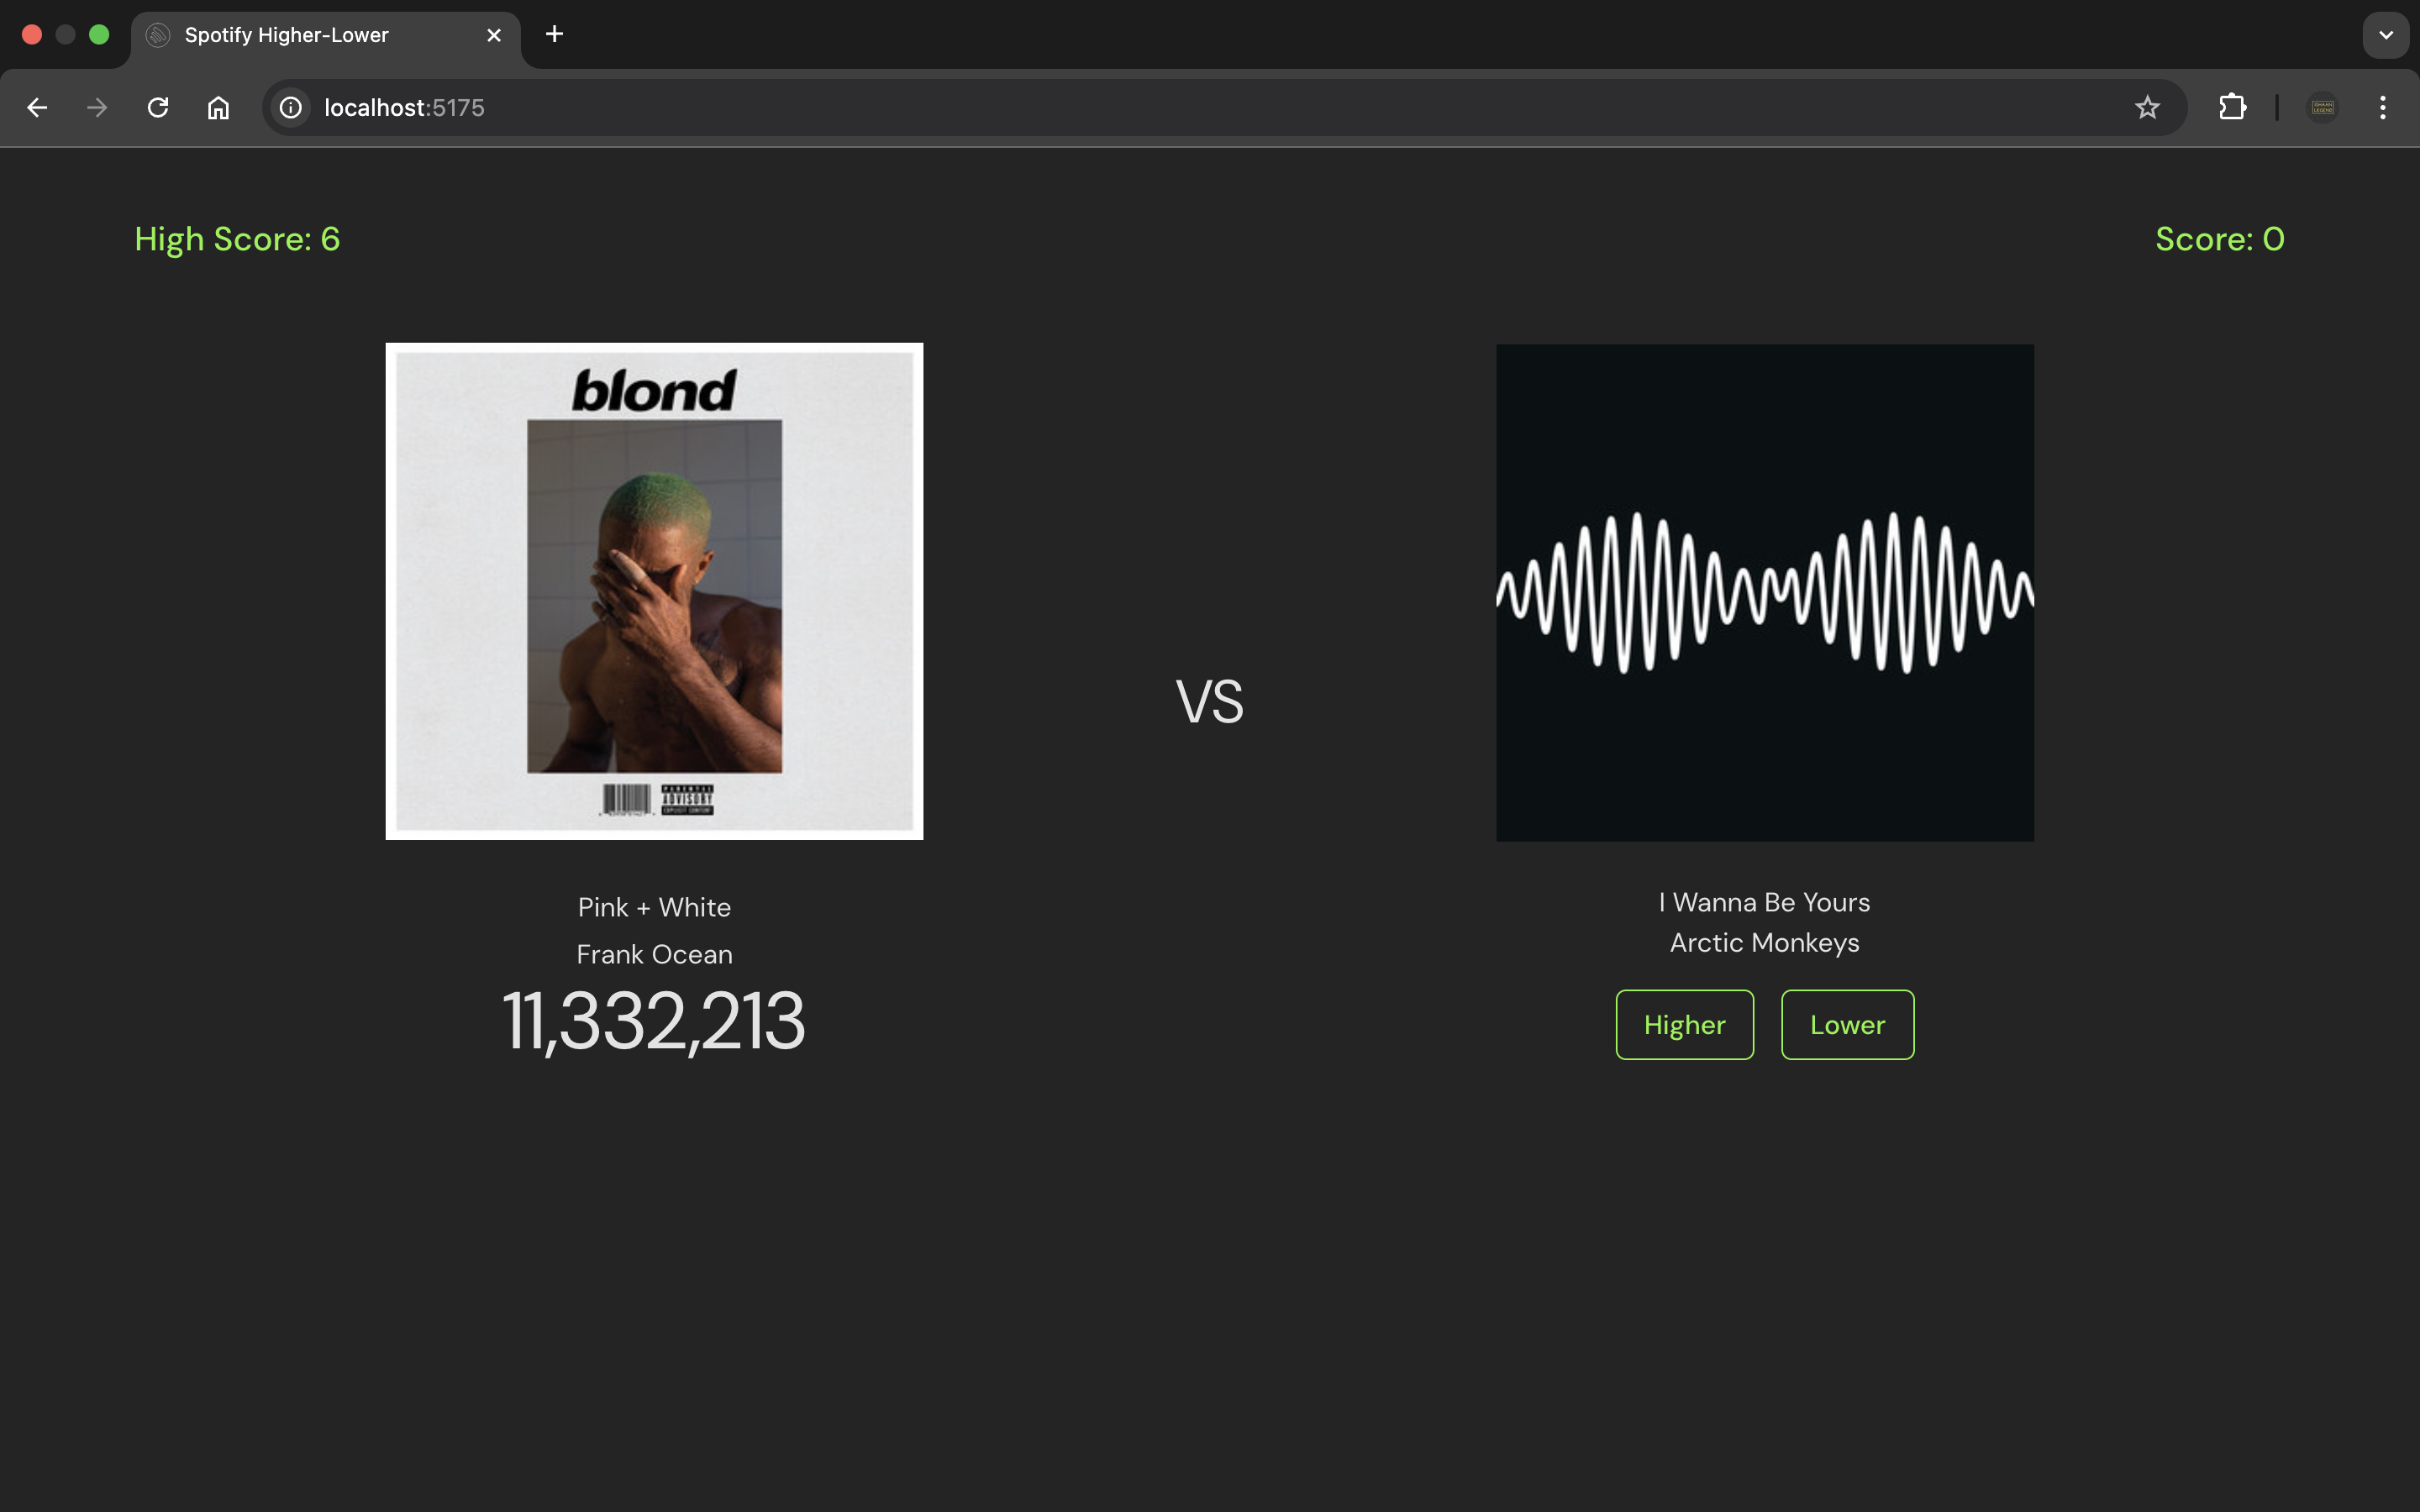 Spotify Higher-Lower
localhost:5175
High Score: 6
Score: 0
blond
PARENTAL
ADVISORY
EXPLICIT CONTENT
VS
Pink + White
Frank Ocean
11,332,213
I Wanna Be Yours
Arctic Monkeys
Higher
Lower